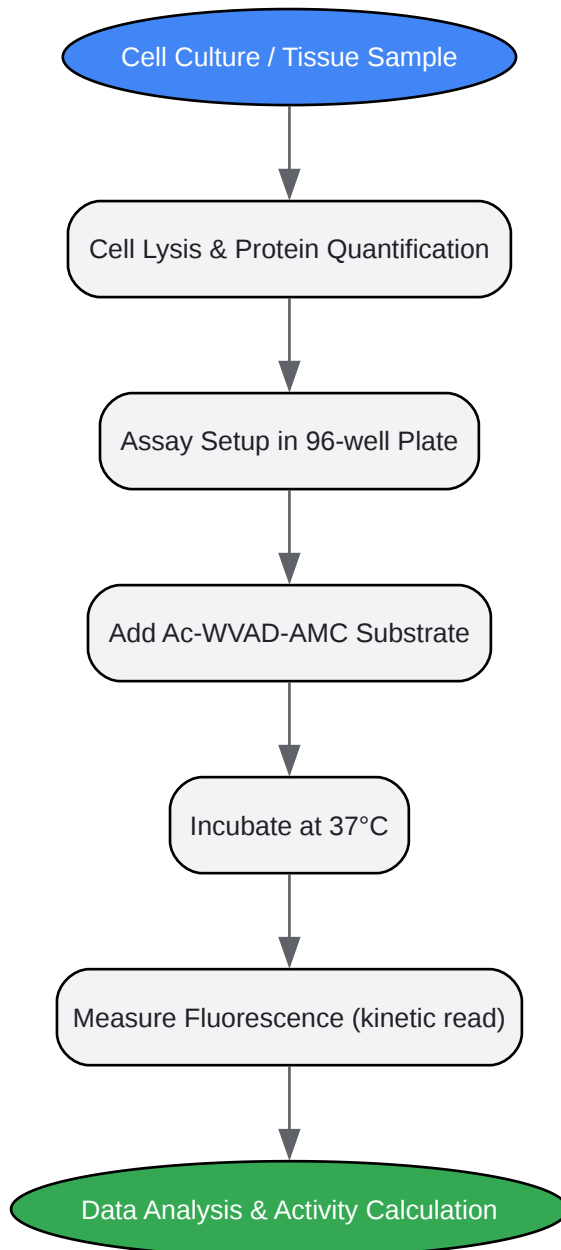 Cell Culture / Tissue Sample
Cell Lysis & Protein Quantification
Assay Setup in 96-well Plate
Add Ac-WVAD-AMC Substrate
Incubate at 37°C
Measure Fluorescence (kinetic read)
Data Analysis & Activity Calculation